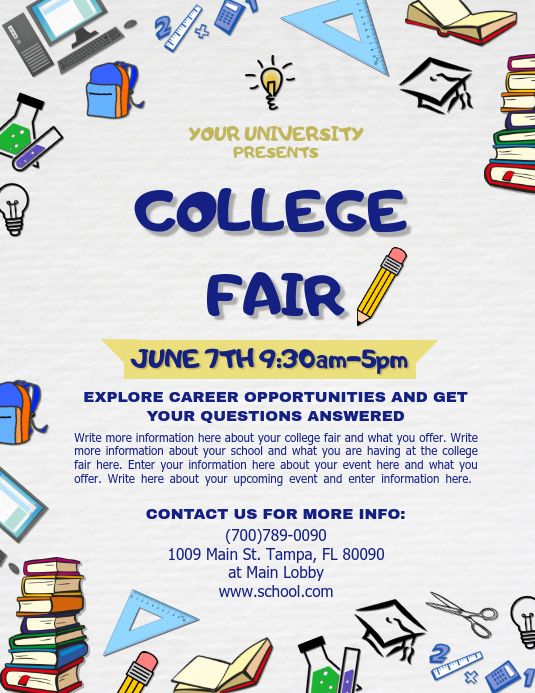 YOUR UNIVERSITY
PRESENTS
COLLEGE
FAIR
JUNE 7TH 9:30am-5pm
EXPLORE CAREER OPPORTUNITIES AND GET
YOUR QUESTIONS ANSWERED
Write more information here about your college fair and what you offer. Write
more information about your school and what you are having at the college
fair here. Enter your information here about your event here and what you
offer. Write here about your upcoming event and enter information here.
CONTACT US FOR MORE INFO:
(700)789-0090
1009 Main St. Tampa, FL 80090
at Main Lobby
www.school.com